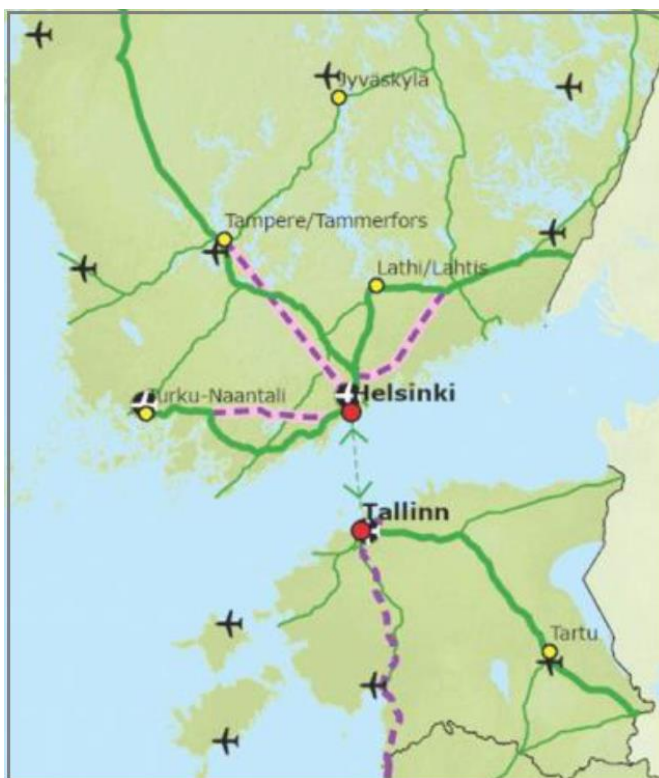 Jyväskylä
Tampere/Tammerfors
Lathi/Lahtis
Turku-Naantali
Helsinki
Tallinn
Tartu